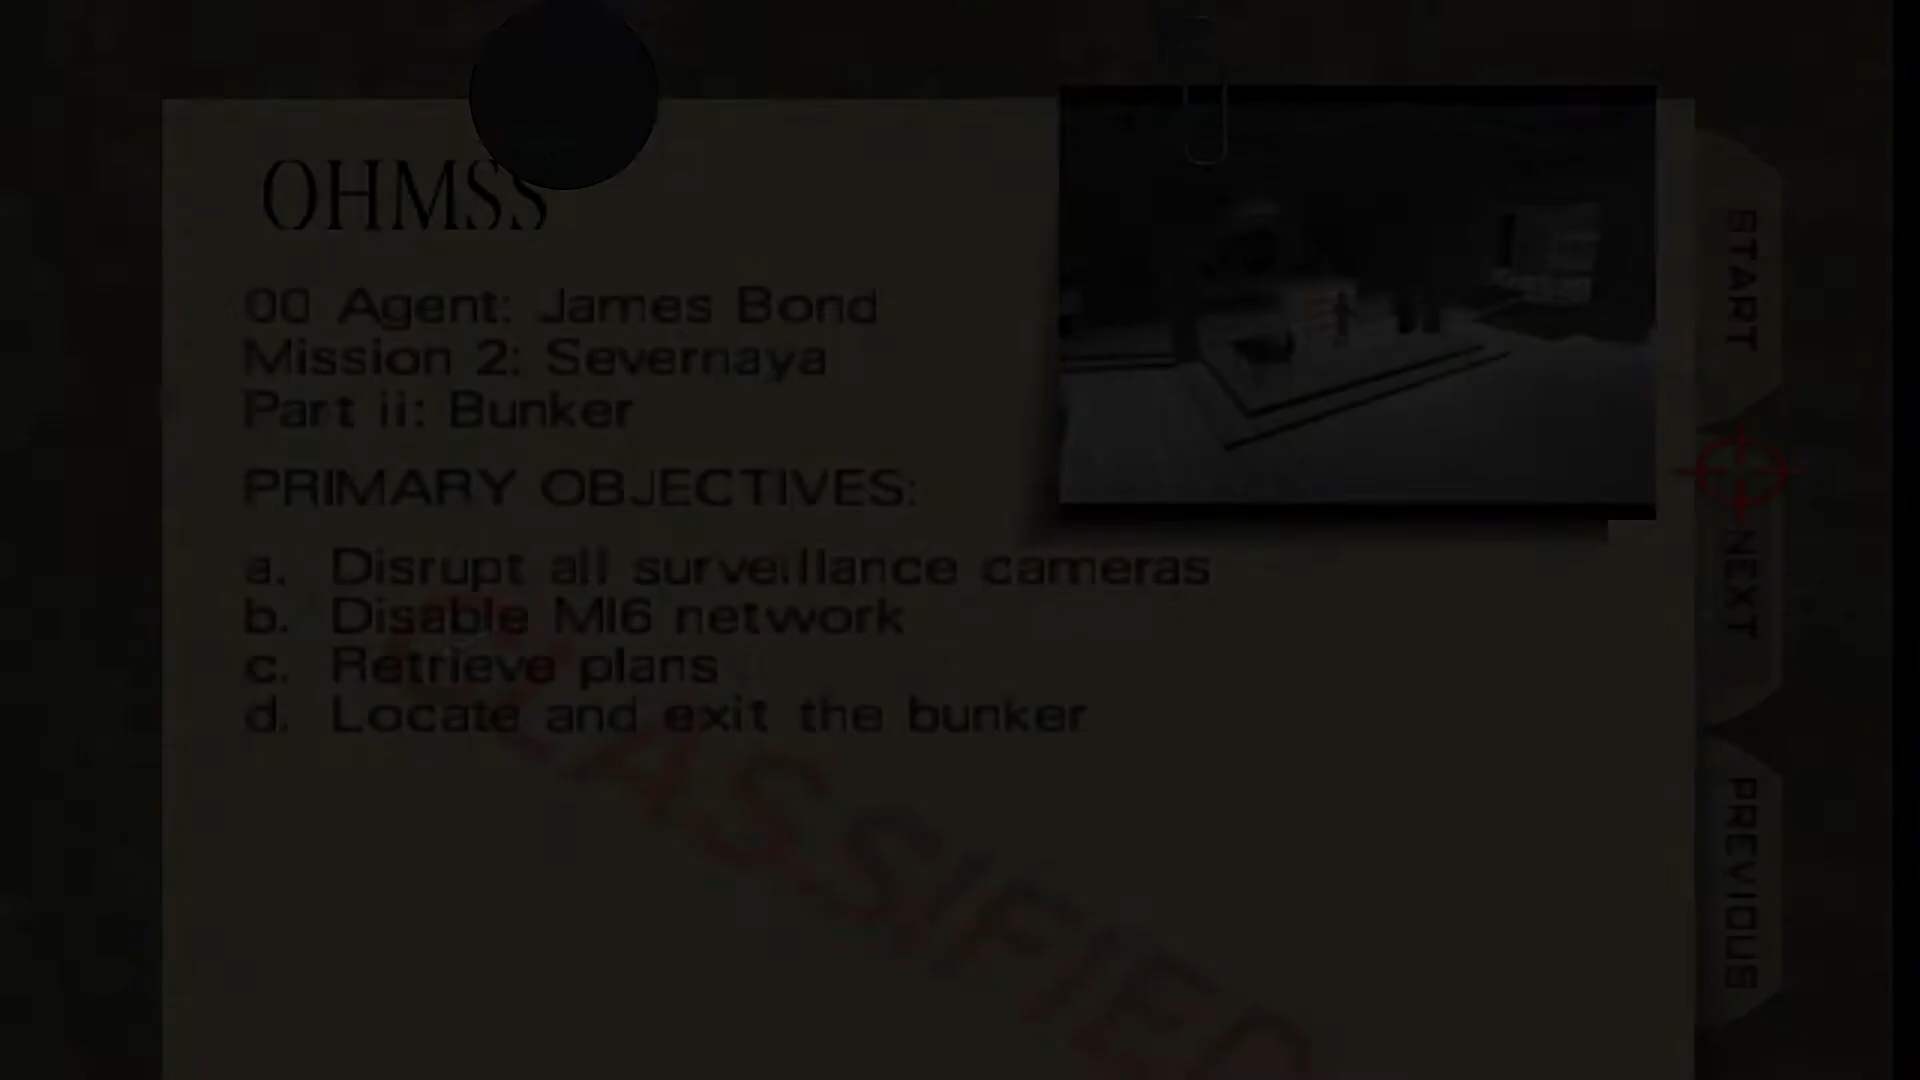 OHMSS
00 Agent: James Bond
Mission 2: Severnaya
Part ii: Bunker
PRIMARY OBJECTIVES:
a. Disrupt all surveillance cameras
b. Disable MI6 network
c. Retrieve plans
d. Locate and exit the bunker
CLASSIFIED
START
NEXT
PREVIOUS